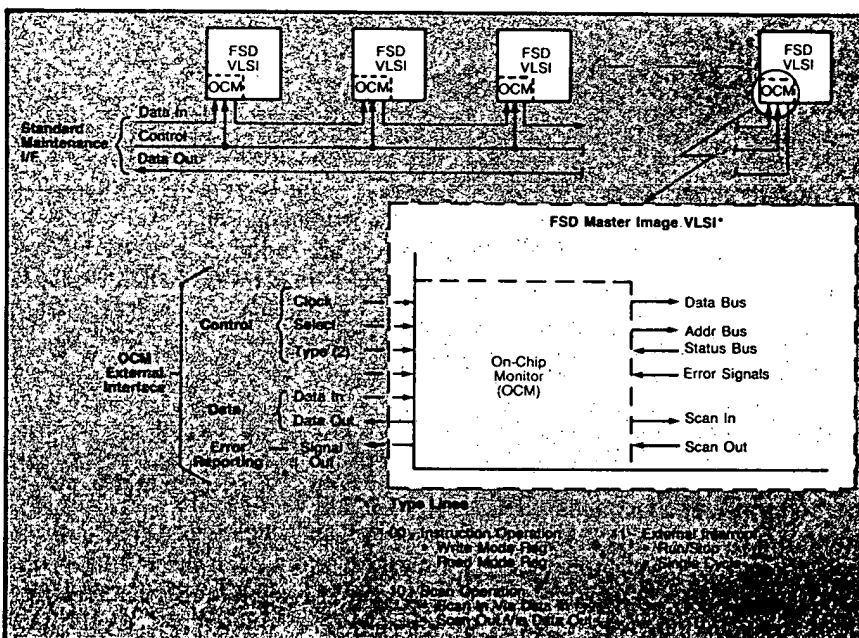 FSD
VLSI
OCM
FSD
VLSI
OCM
FSD
VLSI
OCM
FSD
VLSI
OCM
Standard
Maintenance
I/F
Data In
Control
Data Out
FSD Master Image VLSI*
OCM
External
Interface
Control
Clock
Select
Type (2)
Data
Data In
Data Out
Error
Reporting
Signal
Out
On-Chip
Monitor
(OCM)
Data Bus
Addr Bus
Status Bus
Error Signals
Scan In
Scan Out
Type Lines
Instruction Operation
Write Mode Reg
Read Mode Reg
External Interrupt
Run/Stop
Single Cycle
Scan Operation
Scan In Via Data In
Scan Out Via Data Out